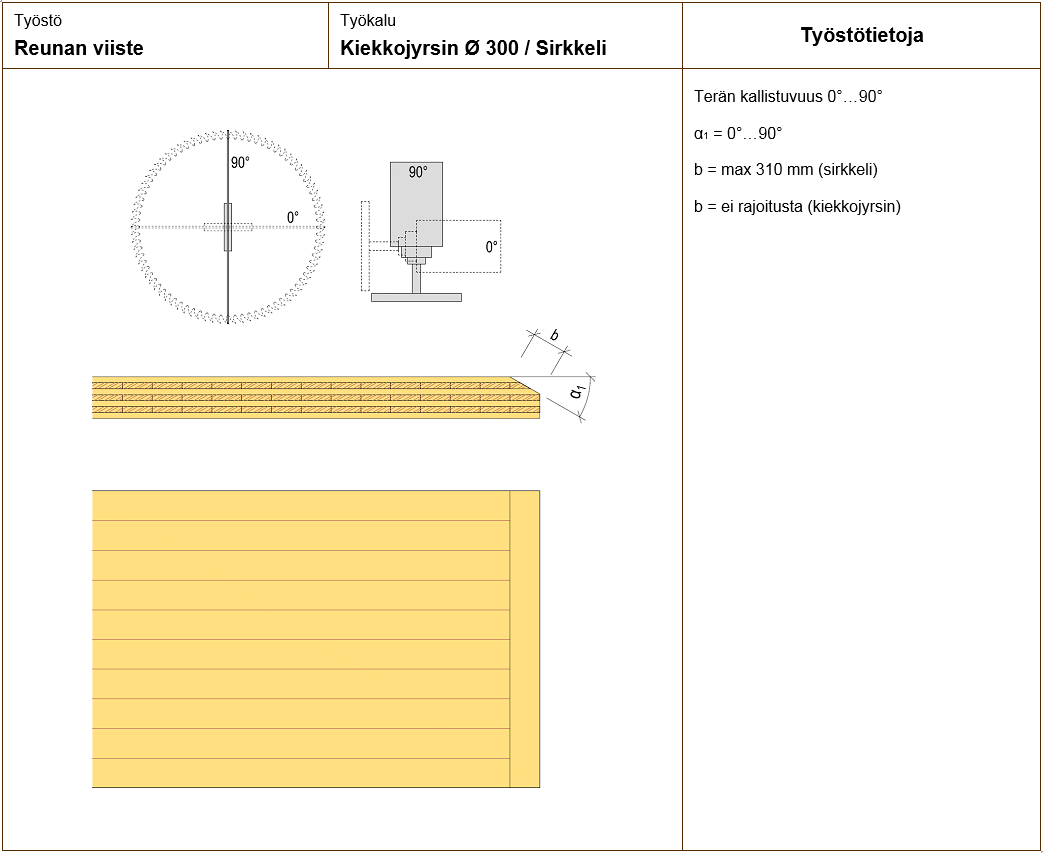 Työstö
Reunan viiste
Työkalu
Kiekkojyrsin Ø 300 / Sirkkeli
Työstötietoja
Terän kallistuvuus 0°…90°
α₁ = 0°…90°
b = max 310 mm (sirkkeli)
b = ei rajoitusta (kiekkojyrsin)
90°
0°
90°
0°
b
α₁